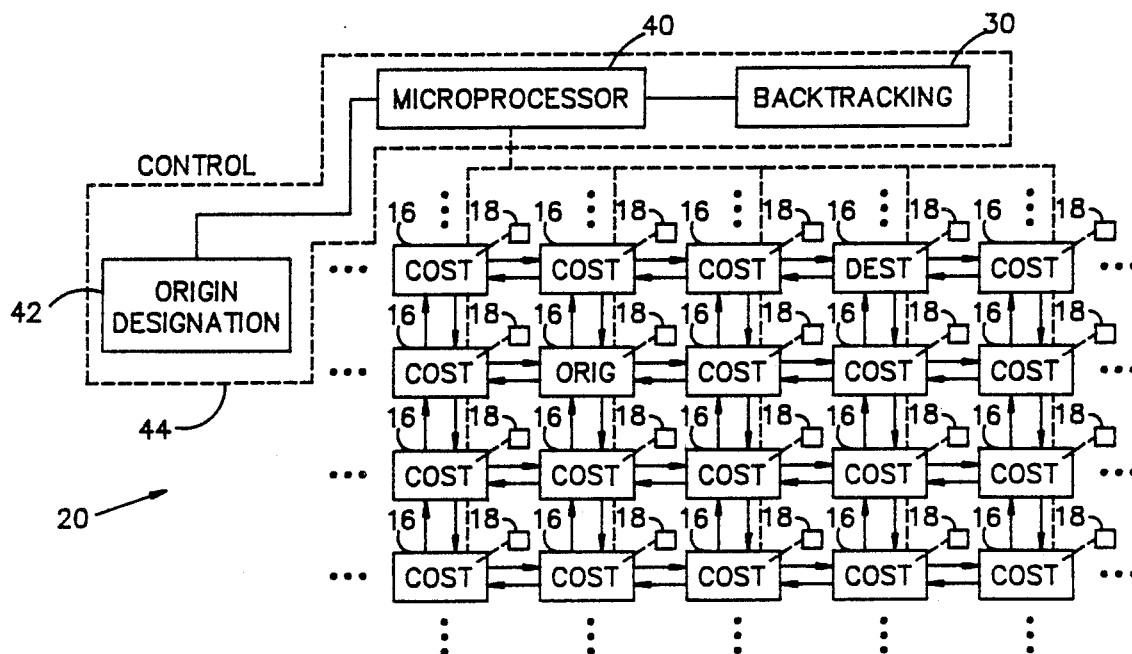 40
30
MICROPROCESSOR
BACKTRACKING
CONTROL
16 18 16 18 16 18 16 18 16 18
COST COST COST DEST COST
ORIGIN
DESIGNATION
42
16 18 16 18 16 18 16 18 16 18
COST ORIG COST COST COST
44
16 18 16 18 16 18 16 18 16 18
COST COST COST COST COST
20
16 18 16 18 16 18 16 18 16 18
COST COST COST COST COST